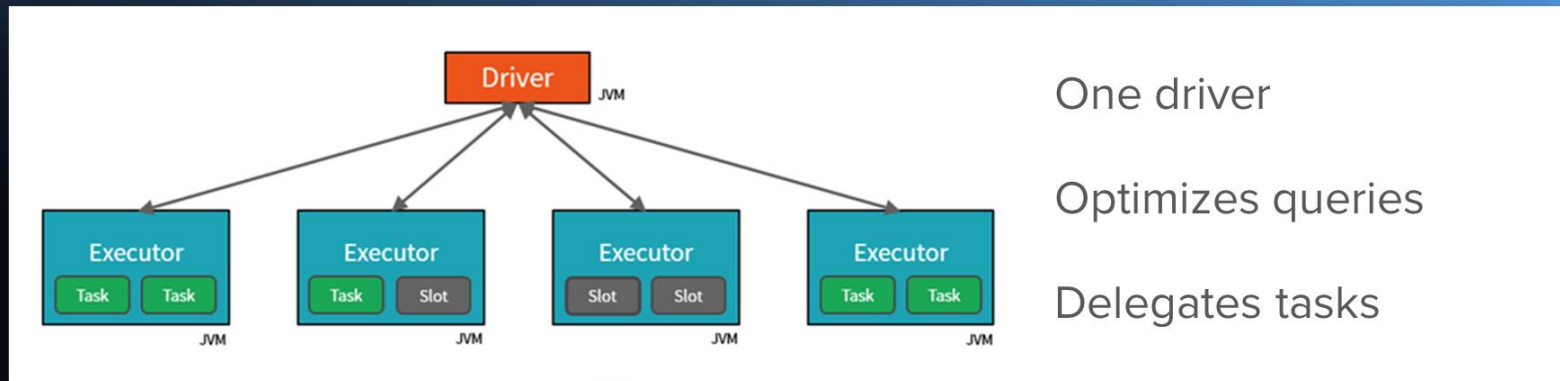 Driver
JVM
One driver
Optimizes queries
Delegates tasks
Executor
Task Task
JVM
Executor
Task Slot
JVM
Executor
Slot Slot
JVM
Executor
Task Task
JVM